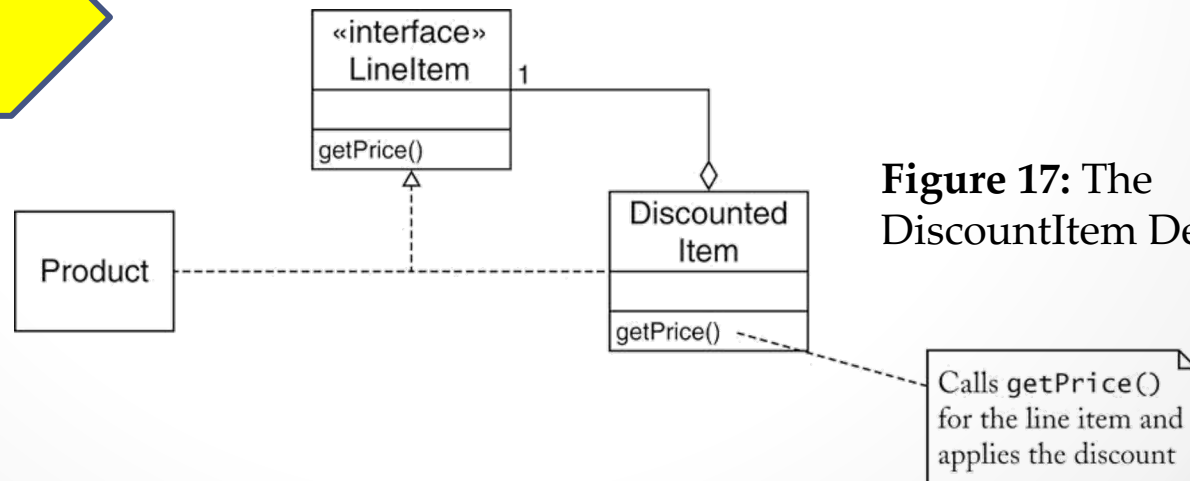 «interface»
LineItem
1
getPrice()
Product
Discounted
Item
getPrice()
Figure 17: The
DiscountItem De
Calls getPrice()
for the line item and
applies the discount